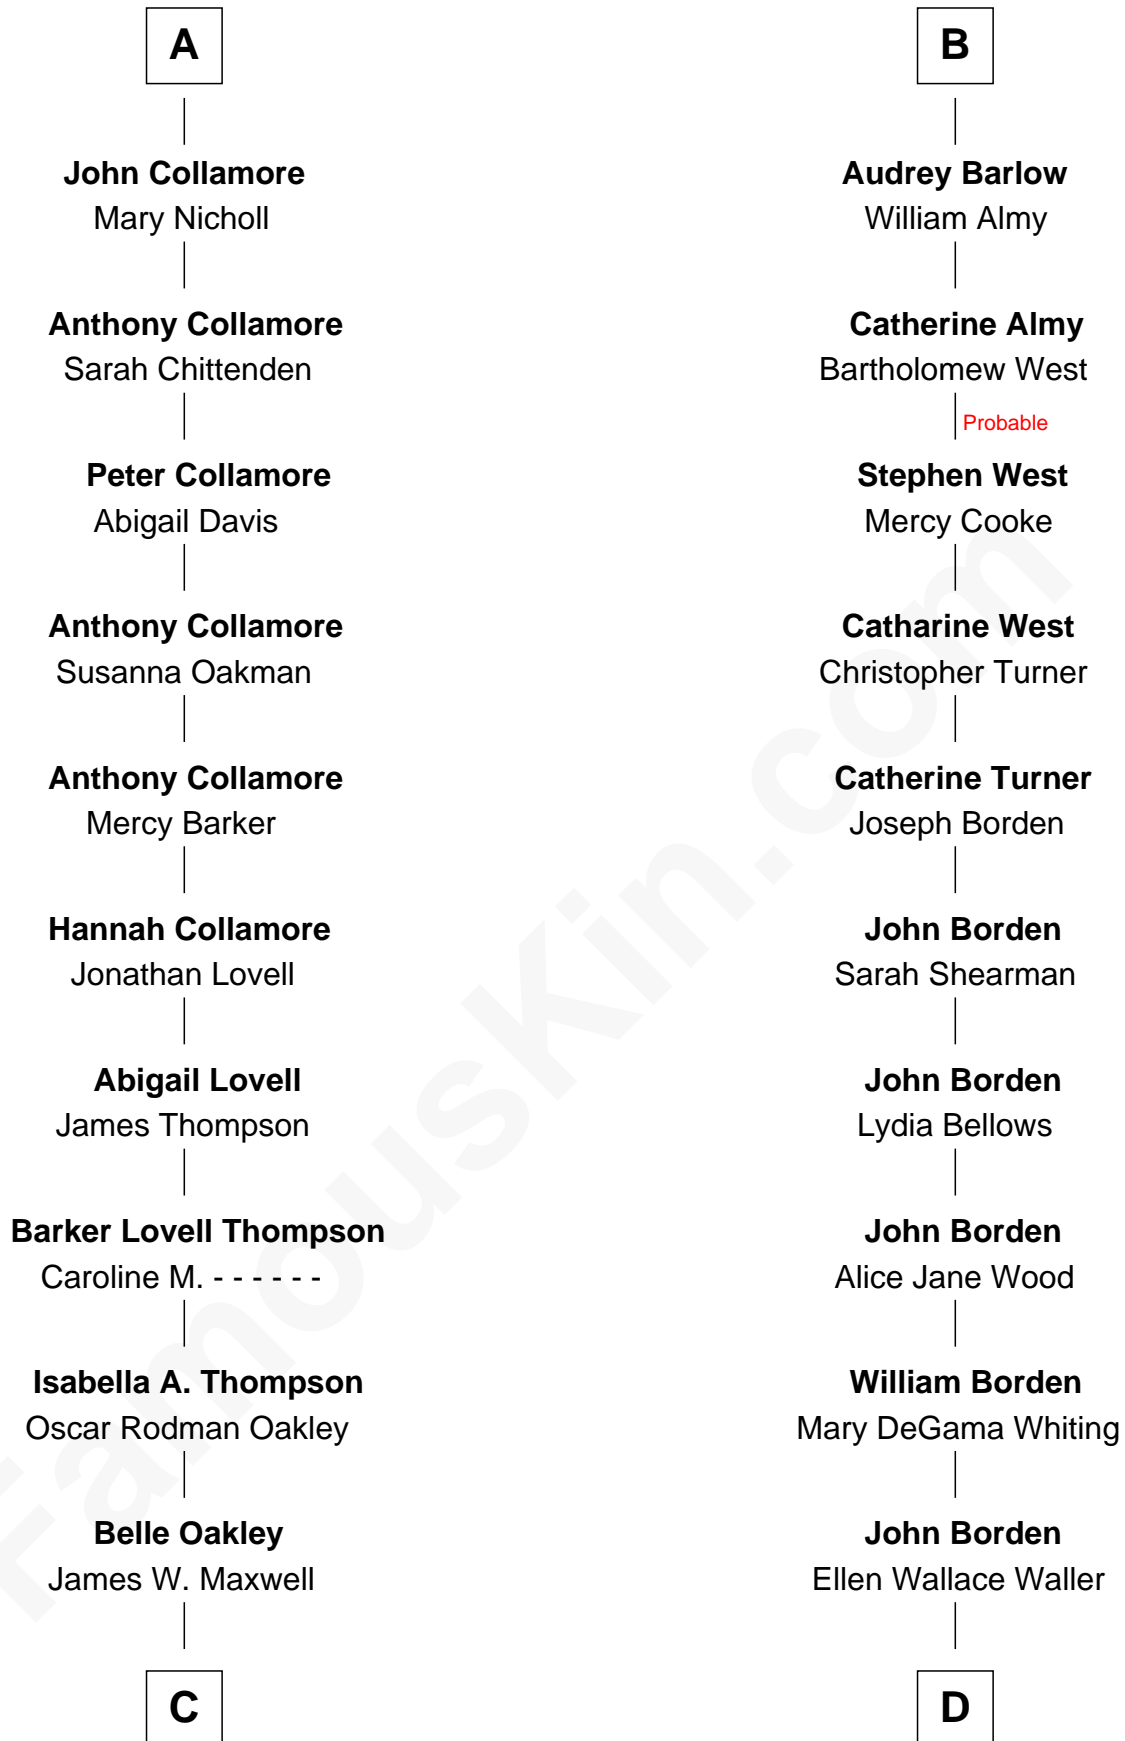 A
John Collamore
Mary Nicholl
Anthony Collamore
Sarah Chittenden
Peter Collamore
Abigail Davis
Anthony Collamore
Susanna Oakman
Anthony Collamore
Mercy Barker
Hannah Collamore
Jonathan Lovell
Abigail Lovell
James Thompson
Barker Lovell Thompson
Caroline M. - - - - - -
Isabella A. Thompson
Oscar Rodman Oakley
Belle Oakley
James W. Maxwell
C
B
Audrey Barlow
William Almy
Catherine Almy
Bartholomew West
Probable
Stephen West
Mercy Cooke
Catharine West
Christopher Turner
Catherine Turner
Joseph Borden
John Borden
Sarah Shearman
John Borden
Lydia Bellows
John Borden
Alice Jane Wood
William Borden
Mary DeGama Whiting
John Borden
Ellen Wallace Waller
D
FamousKin.com